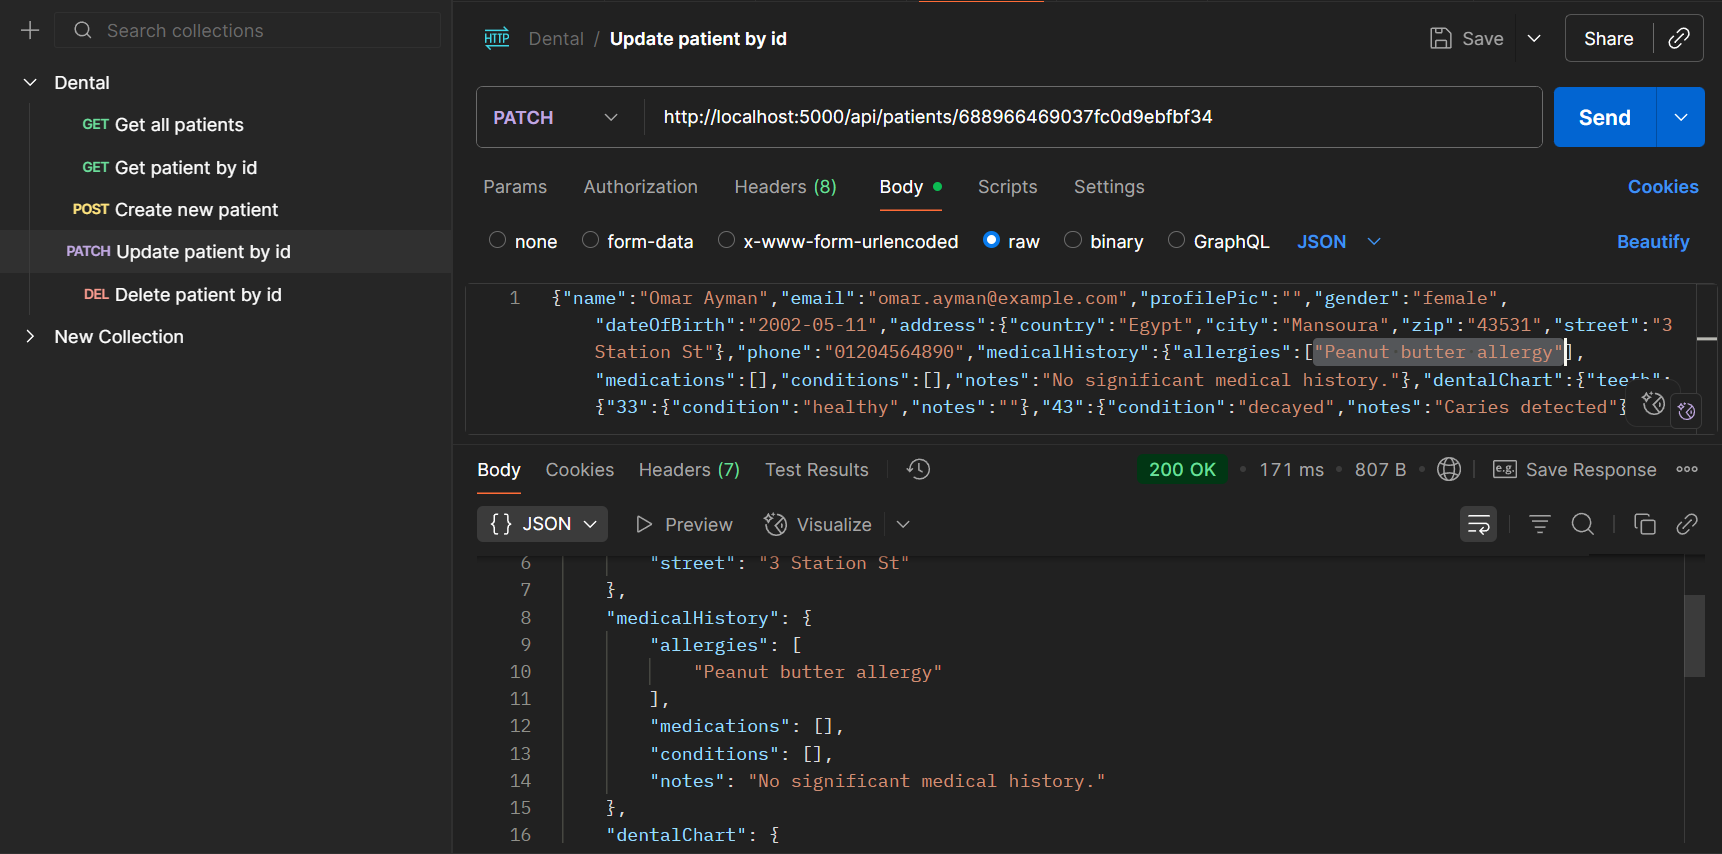 Search collections
Dental
GET Get all patients
GET Get patient by id
POST Create new patient
PATCH Update patient by id
DEL Delete patient by id
New Collection
HTTP Dental / Update patient by id
Save
Share
PATCH http://localhost:5000/api/patients/688966469037fc0d9ebfbf34
Send
Params Authorization Headers (8) Body Scripts Settings Cookies
none form-data x-www-form-urlencoded raw binary GraphQL JSON Beautify
1 {"name":"Omar Ayman","email":"omar.ayman@example.com","profilePic":"","gender":"female",
"dateOfBirth":"2002-05-11","address":{"country":"Egypt","city":"Mansoura","zip":"43531","street":"3
Station St"},"phone":"01204564890","medicalHistory":{"allergies":["Peanut butter allergy"],
"medications":[],"conditions":[],"notes":"No significant medical history."},"dentalChart":{"teeth":
{"33":{"condition":"healthy","notes":""},"43":{"condition":"decayed","notes":"Caries detected"}
Body Cookies Headers (7) Test Results 200 OK • 171 ms • 807 B • e.g. Save Response
{} JSON Preview Visualize
6 "street": "3 Station St"
7 },
8 "medicalHistory": {
9 "allergies": [
10 "Peanut butter allergy"
11 ],
12 "medications": [],
13 "conditions": [],
14 "notes": "No significant medical history."
15 },
16 "dentalChart": {